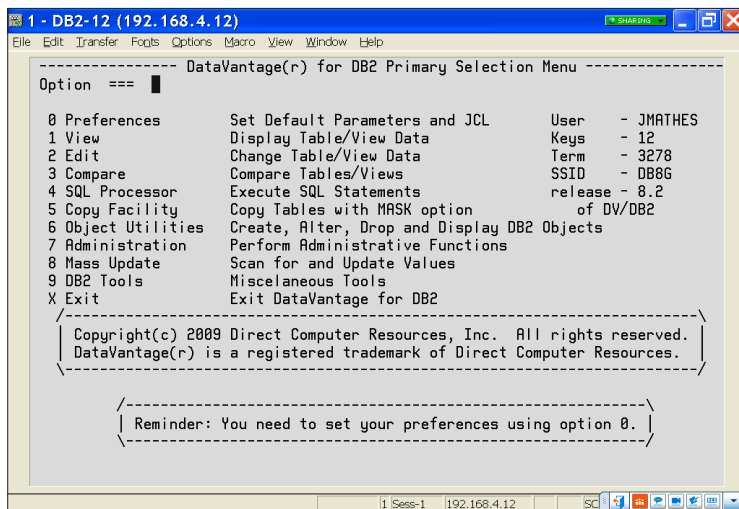 1 - DB2-12 (192.168.4.12) SHARING
File Edit Transfer Fonts Options Macro View Window Help
---------------- DataVantage(r) for DB2 Primary Selection Menu ----------------
Option ===
0 Preferences Set Default Parameters and JCL User - JMATHES
1 View Display Table/View Data Keys - 12
2 Edit Change Table/View Data Term - 3278
3 Compare Compare Tables/Views SSID - DB8G
4 SQL Processor Execute SQL Statements release - 8.2
5 Copy Facility Copy Tables with MASK option of DV/DB2
6 Object Utilities Create, Alter, Drop and Display DB2 Objects
7 Administration Perform Administrative Functions
8 Mass Update Scan for and Update Values
9 DB2 Tools Miscellaneous Tools
X Exit Exit DataVantage for DB2
Copyright(c) 2009 Direct Computer Resources, Inc. All rights reserved.
DataVantage(r) is a registered trademark of Direct Computer Resources.
Reminder: You need to set your preferences using option 0.
1 Sess-1 192.168.4.12 SC